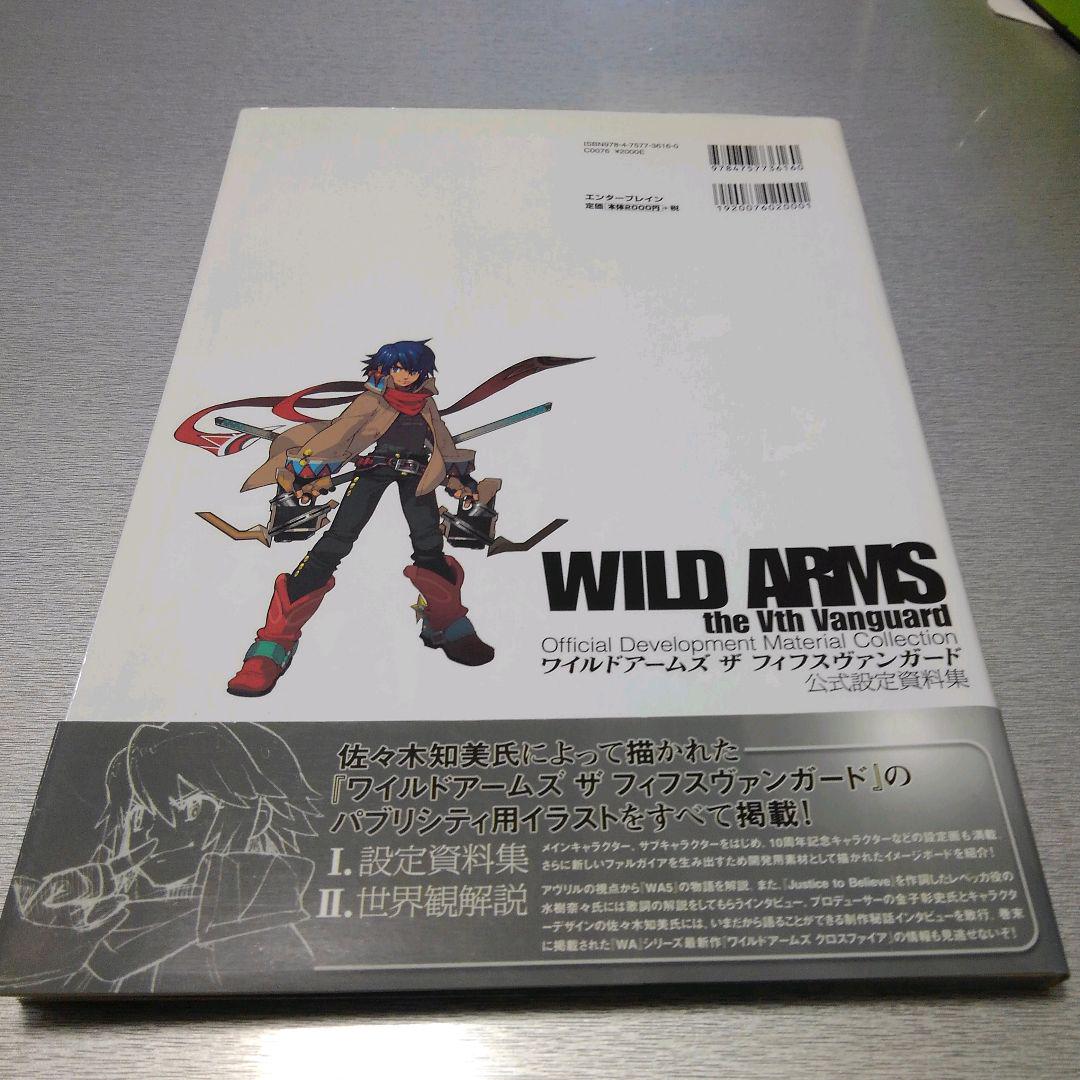 ISBN978-4-7577-3616-0
C0076 ¥2000E
9784757736160
エンターブレイン
定価 本体2000円+税
1920076020001
WILD ARMS
the Vth Vanguard
Official Development Material Collection
ワイルドアームズ ザ フィフスヴァンガード
公式設定資料集
佐々木知美氏によって描かれた
『ワイルドアームズ ザ フィフスヴァンガード』の
パブリシティ用イラストをすべて掲載!
I.設定資料集
メインキャラクター、サブキャラクターをはじめ、10周年記念キャラクターなどの設定画も満載
さらに新しいファルガイアを生み出すため開発用素材として描かれたイメージボードを紹介!
II.世界観解説
アヴリルの視点から『WA5』の物語を解説。また、『Justice to Believe』を作詞したレベッカ役の
水樹奈々氏には歌詞の解説をしてもらうインタビュー、プロデューサーの金子彰史氏とキャラクタ
ーデザインの佐々木知美氏には、いまだから語ることができる制作秘話インタビューを敢行。巻末
に掲載された『WA』シリーズ最新作『ワイルドアームズ クロスファイア』の情報も見逃せないぞ!